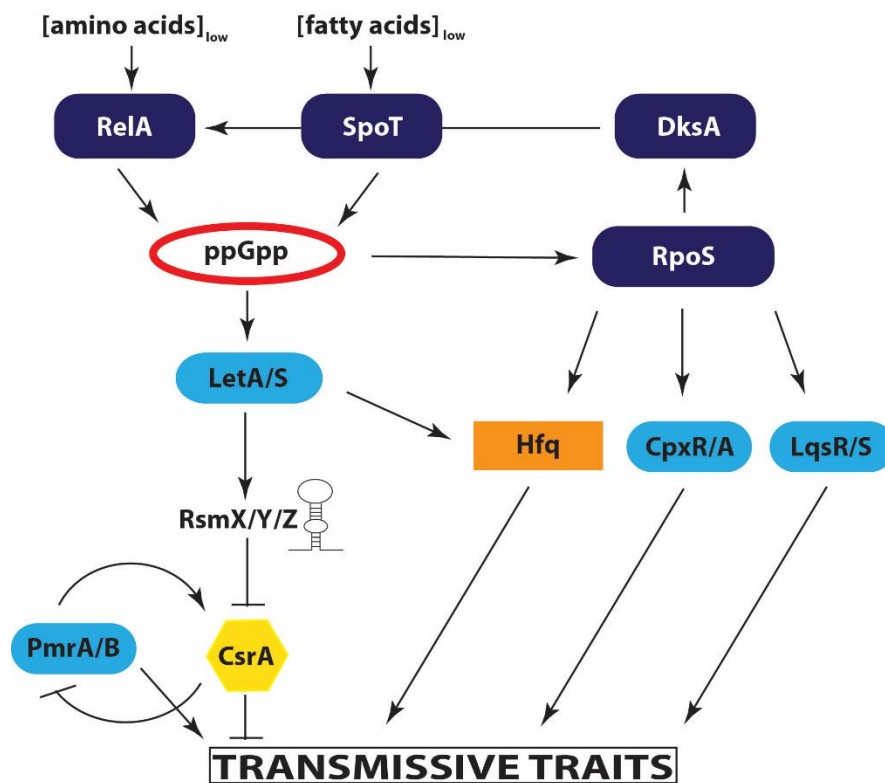 [amino acids]low [fatty acids]low
RelA SpoT DksA
ppGpp RpoS
LetA/S
Hfq CpxR/A LqsR/S
RsmX/Y/Z
PmrA/B CsrA
TRANSMISSIVE TRAITS